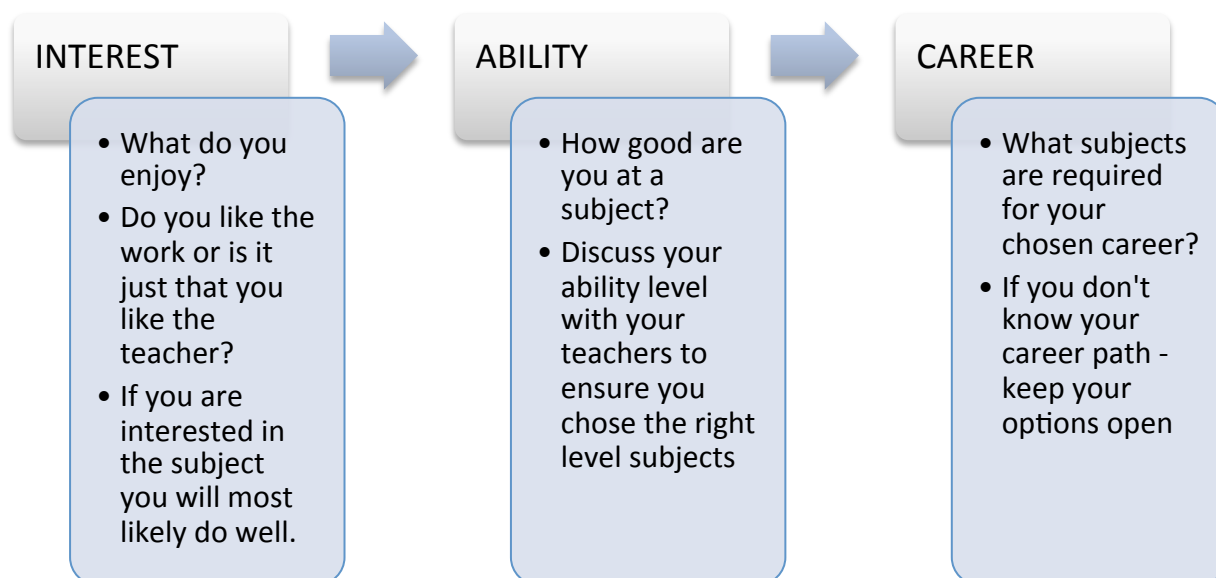 INTEREST
• What do you
enjoy?
• Do you like the
work or is it
just that you
like the
teacher?
• If you are
interested in
the subject
you will most
likely do well.
ABILITY
• How good are
you at a
subject?
• Discuss your
ability level
with your
teachers to
ensure you
chose the right
level subjects
CAREER
• What subjects
are required
for your
chosen career?
• If you don't
know your
career path -
keep your
options open